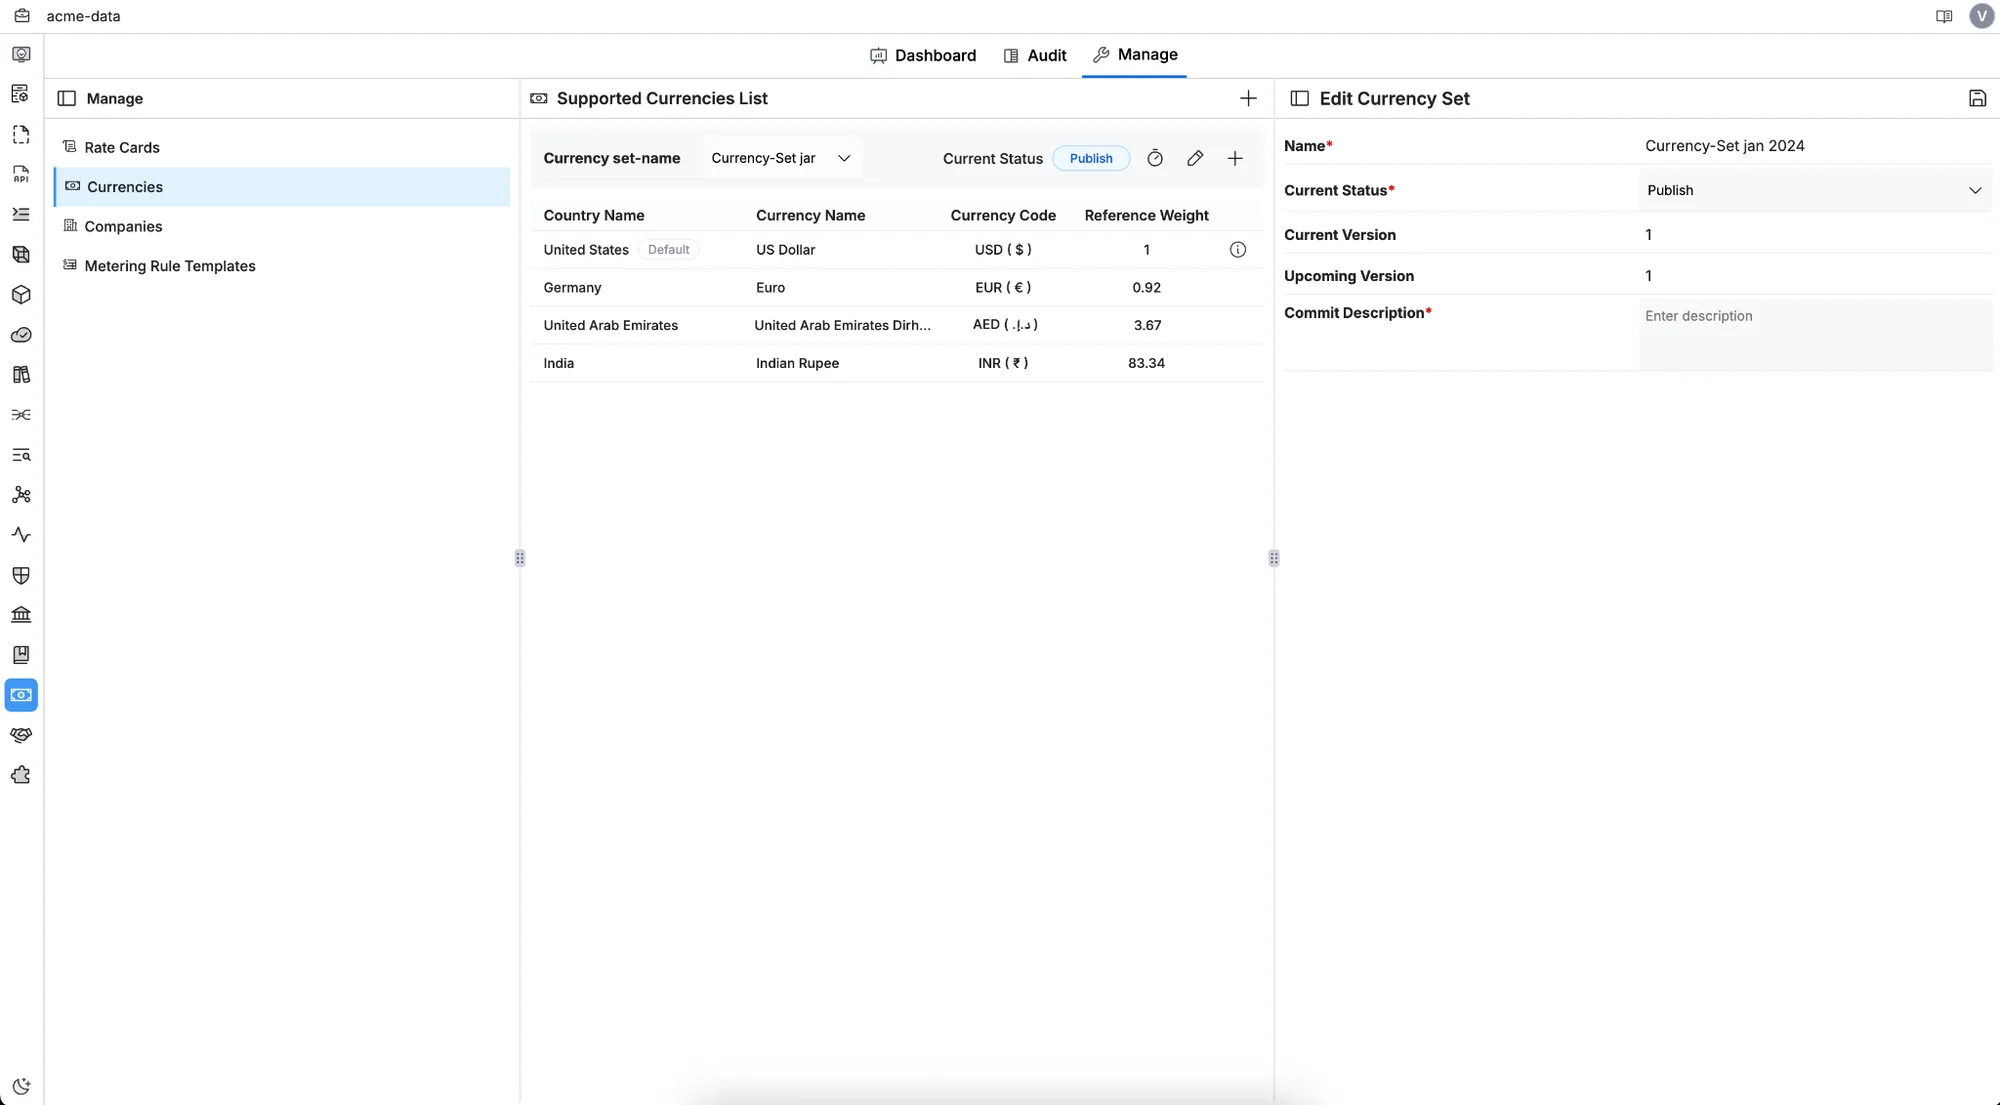 acme-data
V
Dashboard
Audit
Manage
Manage
Rate Cards
API
Currencies
Companies
Metering Rule Templates
Supported Currencies List
Currency set-name
Currency-Set jar
Current Status
Publish
Country Name Currency Name Currency Code Reference Weight
United States Default US Dollar USD ( $ ) 1
Germany Euro EUR ( € ) 0.92
United Arab Emirates United Arab Emirates Dirh... AED ( د.إ. ) 3.67
India Indian Rupee INR ( ₹ ) 83.34
Edit Currency Set
Name* Currency-Set jan 2024
Current Status* Publish
Current Version 1
Upcoming Version 1
Commit Description* Enter description